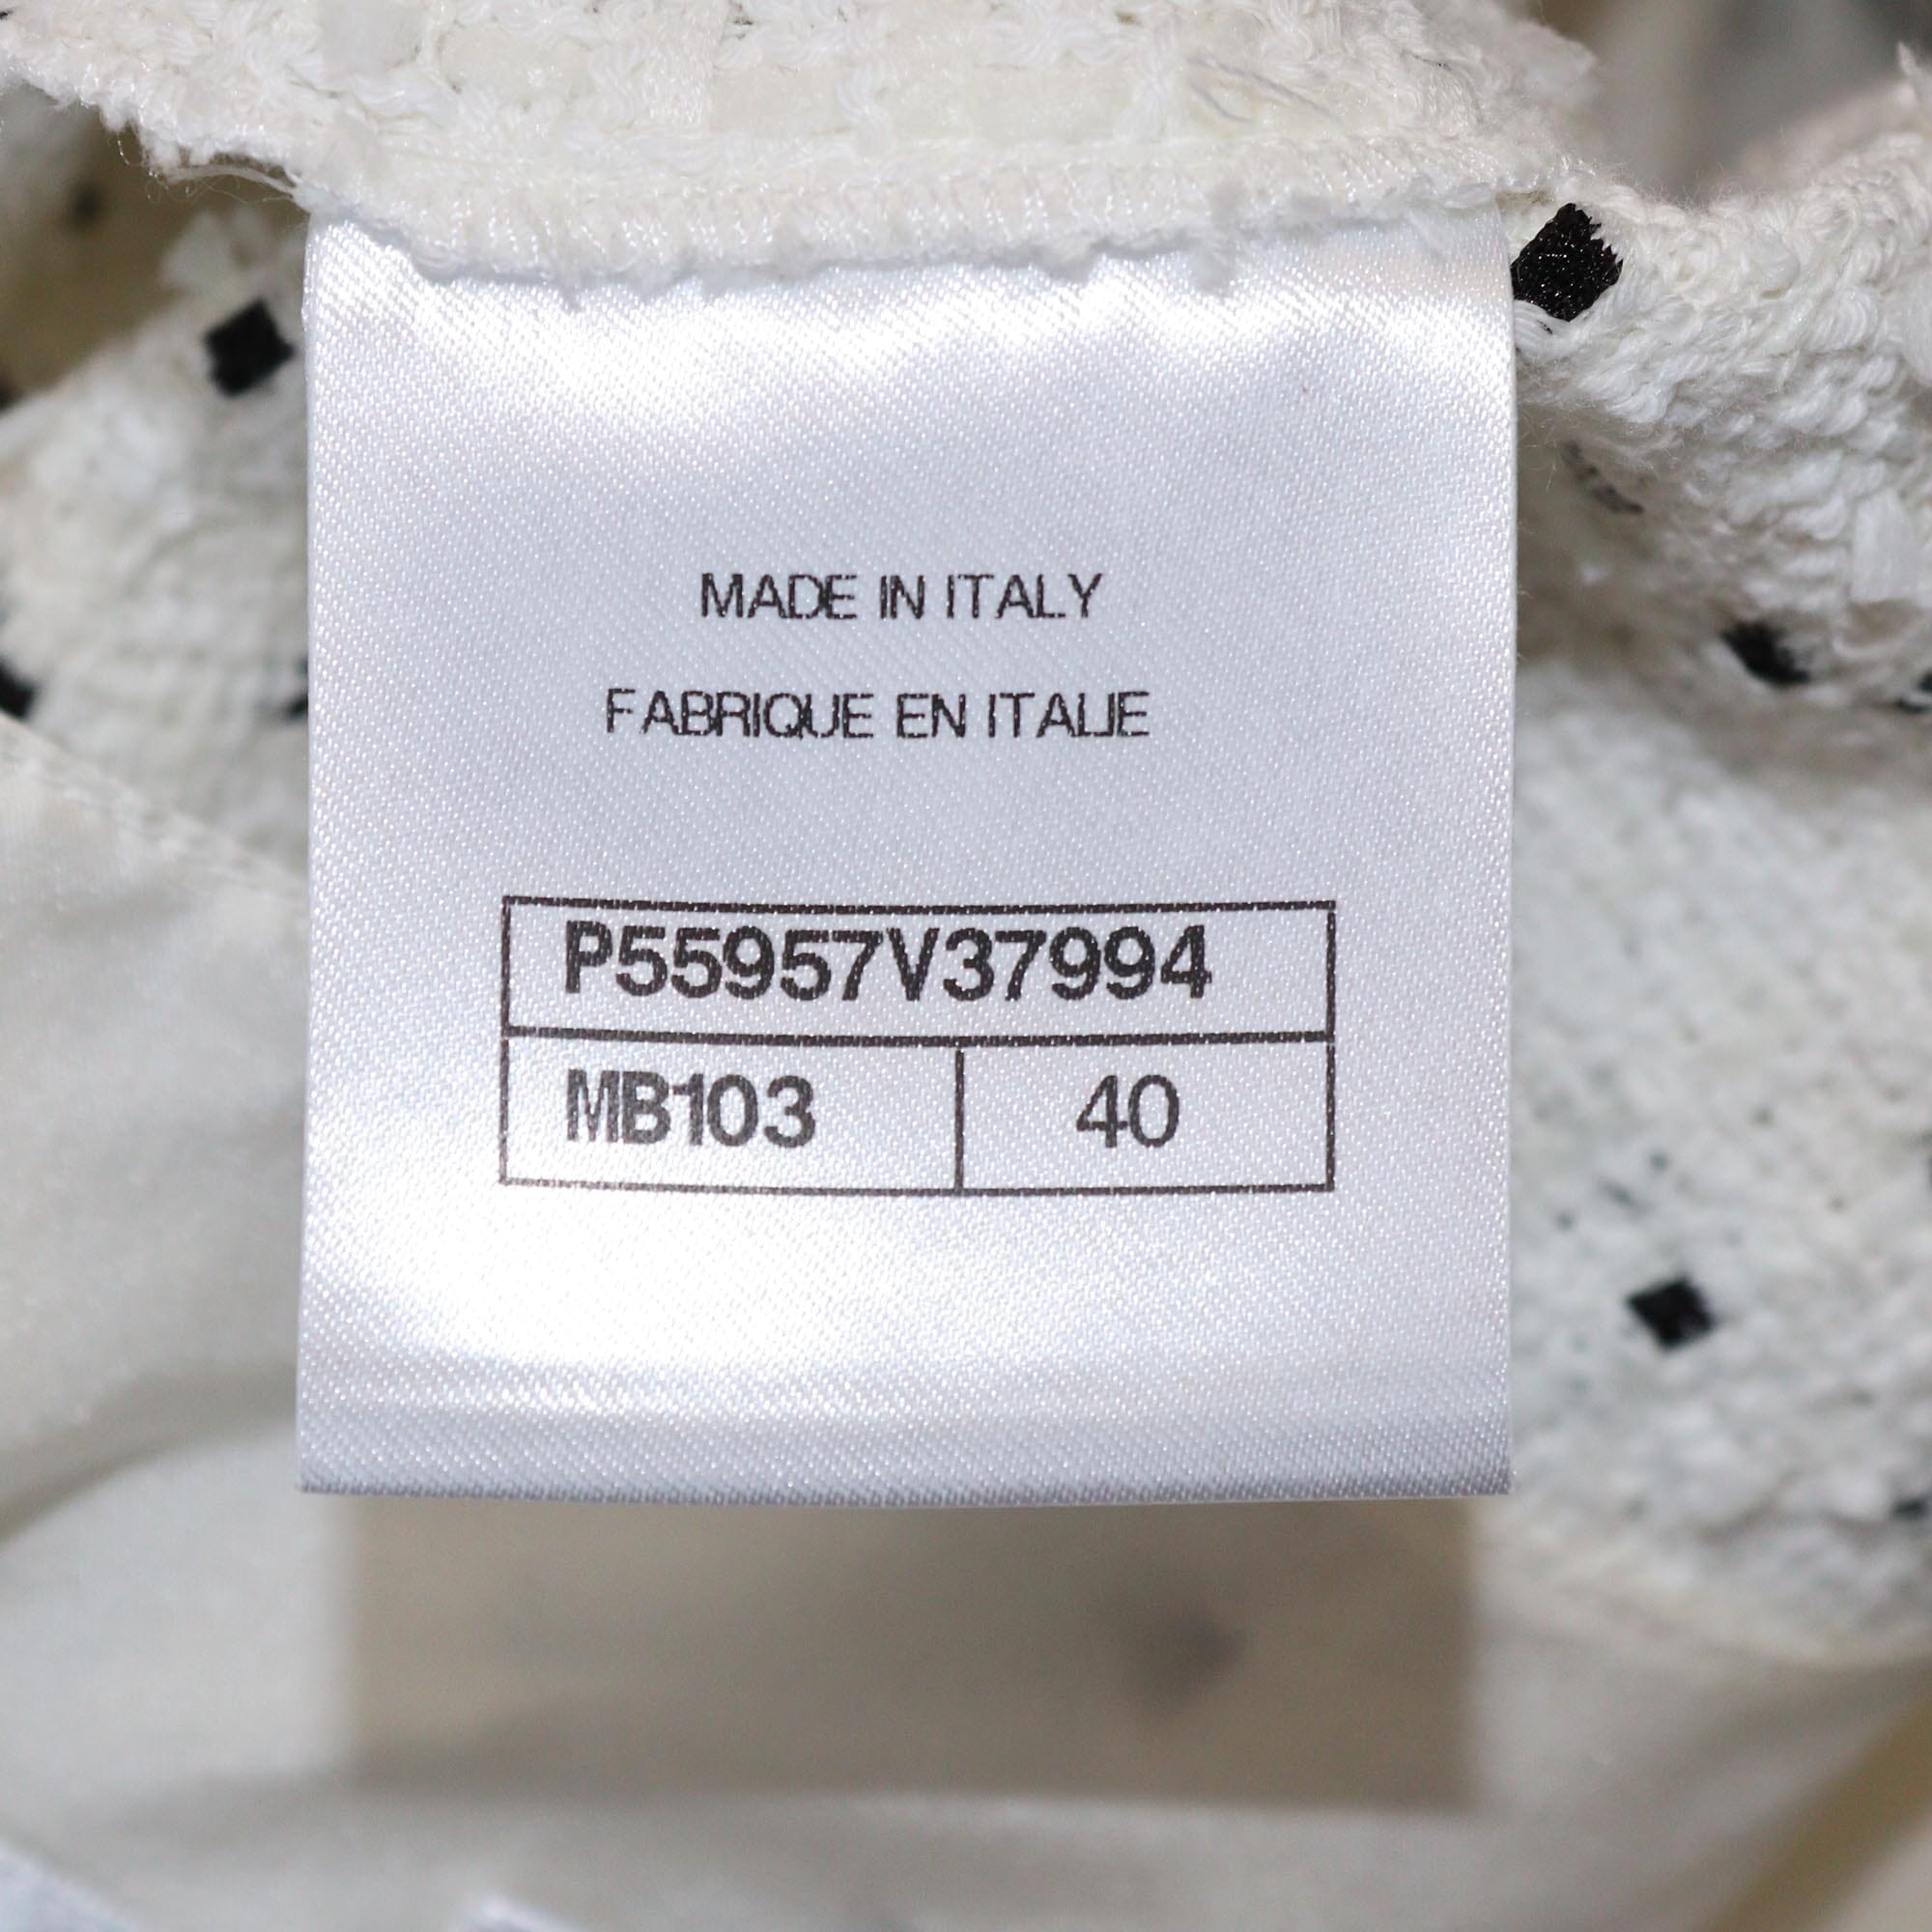 MADE IN ITALY
FABRIQUE EN ITALIE
P55957V37994
MB103 40